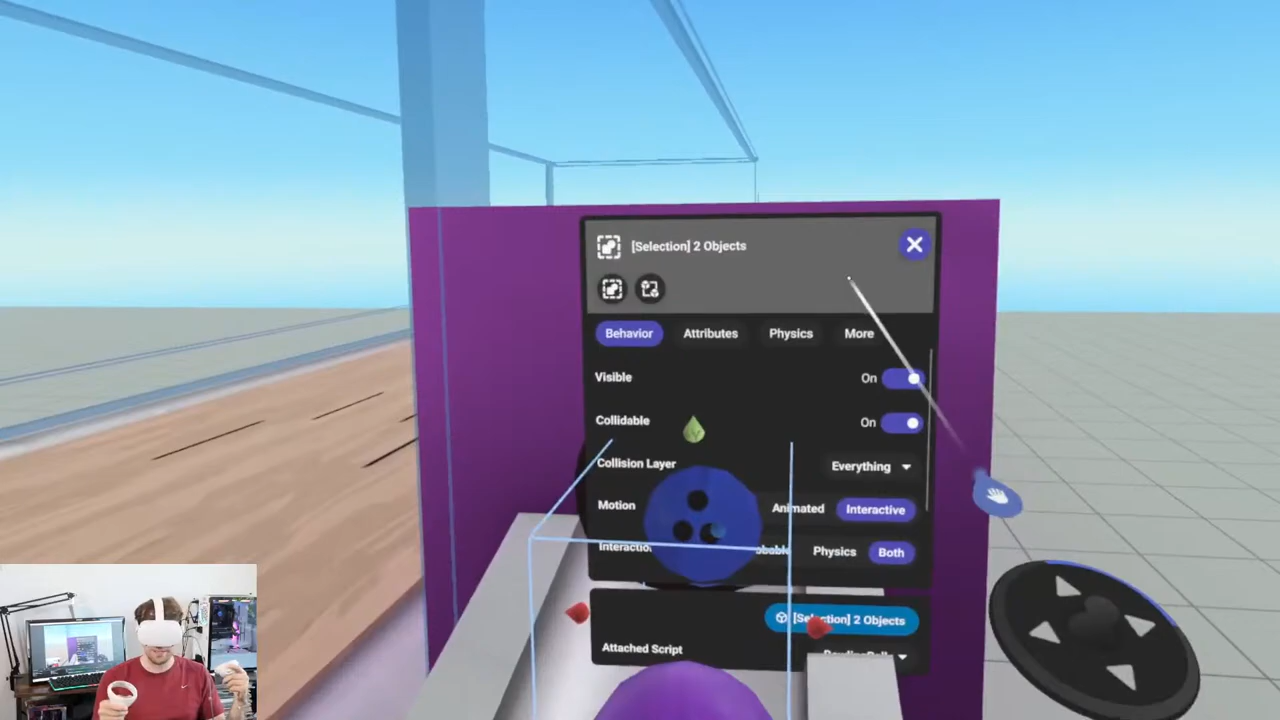 [Selection] 2 Objects
Behavior Attributes Physics More
Visible On
Collidable On
Collision Layer Everything
Motion Animated Interactive
Physics Both
[Selection] 2 Objects
Attached Script